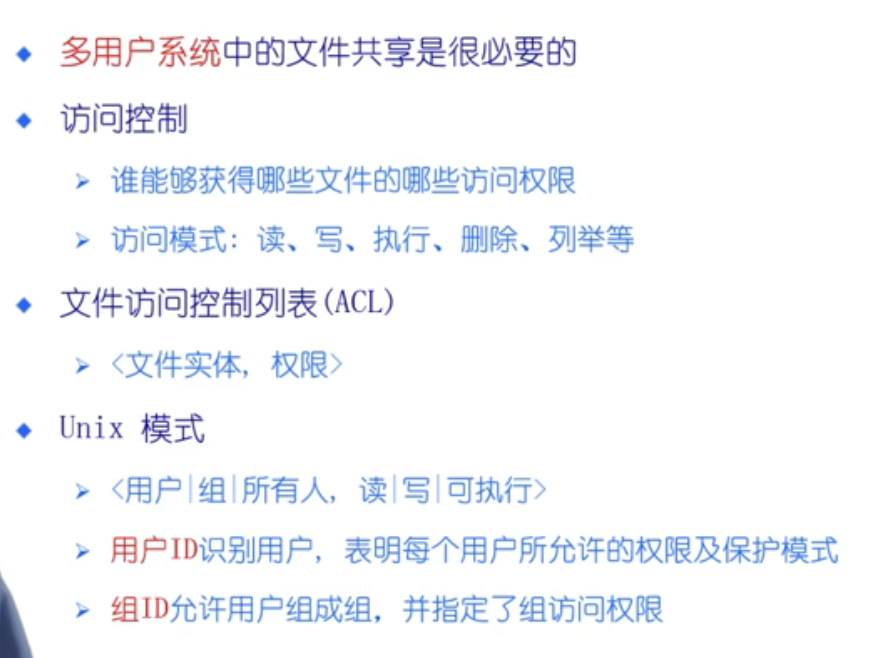 多用户系统中的文件共享是很必要的
访问控制
谁能够获得哪些文件的哪些访问权限
访问模式：读、写、执行、删除、列举等
文件访问控制列表(ACL)
<文件实体, 权限>
Unix 模式
<用户|组|所有人, 读|写|可执行>
用户ID识别用户, 表明每个用户所允许的权限及保护模式
组ID允许用户组成组, 并指定了组访问权限